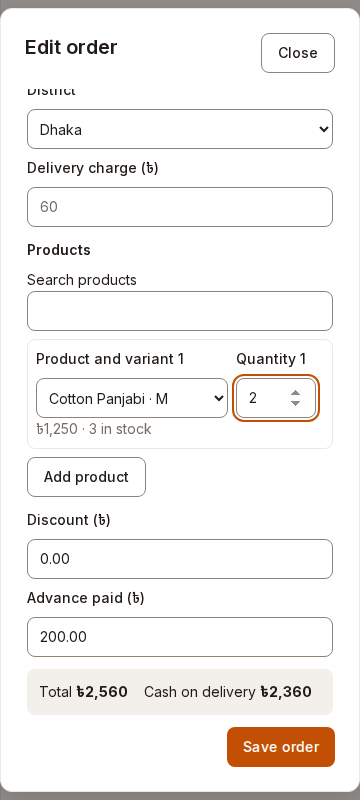 Edit order
Close
District
Dhaka
Delivery charge (৳)
60
Products
Search products
Product and variant 1
Quantity 1
Cotton Panjabi · M
2
৳1,250 · 3 in stock
Add product
Discount (৳)
0.00
Advance paid (৳)
200.00
Total ৳2,560 Cash on delivery ৳2,360
Save order